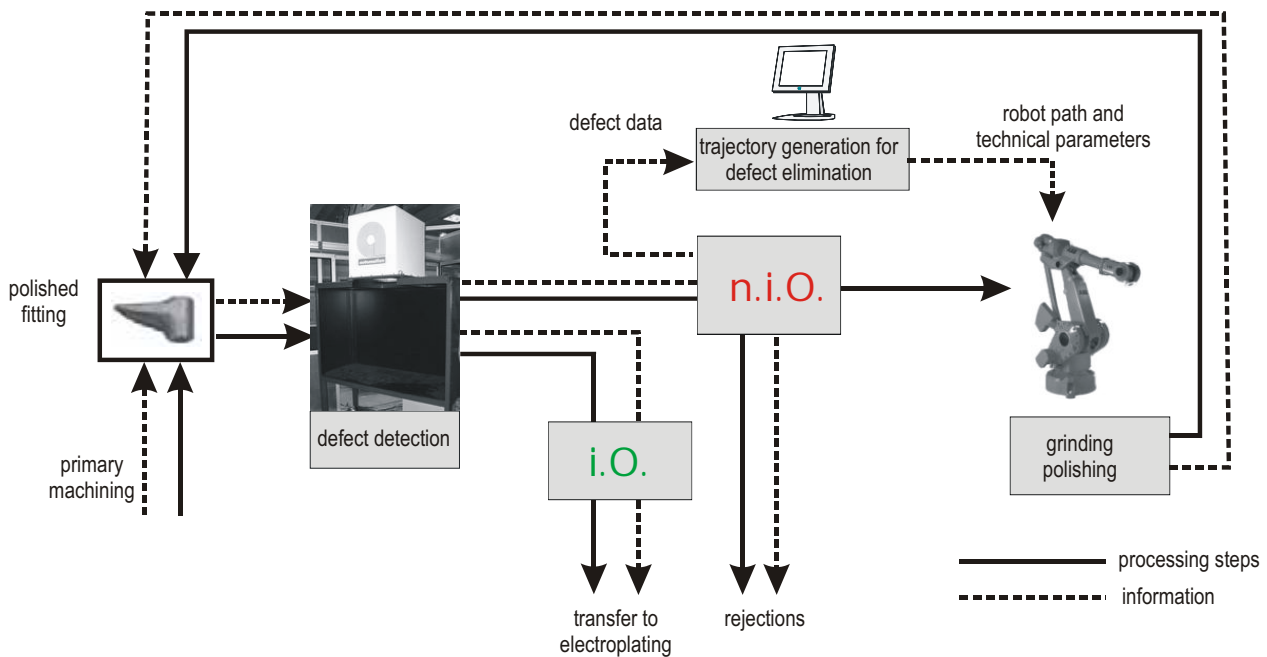 defect data
robot path and
technical parameters
trajectory generation for
defect elimination
polished
fitting
n.i.O.
defect detection
i.O.
grinding
polishing
primary
machining
processing steps
information
transfer to
electroplating
rejections